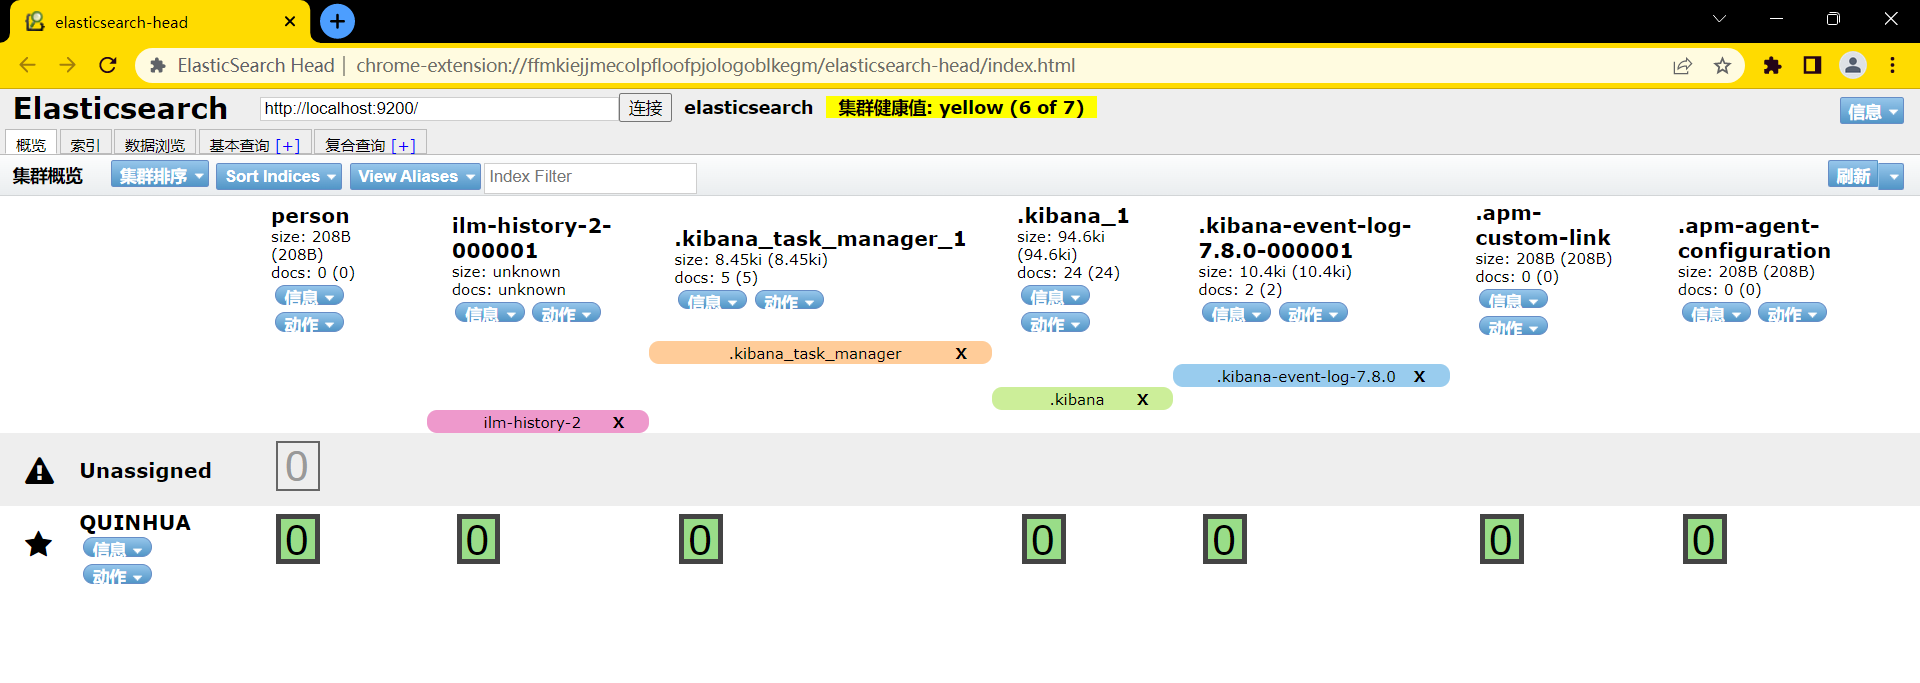 elasticsearch-head
ElasticSearch Head | chrome-extension://ffmkiejjmecolpfloofpjologoblkegm/elasticsearch-head/index.html
Elasticsearch http://localhost:9200/ 连接 elasticsearch 集群健康值: yellow (6 of 7) 信息
概览 索引 数据浏览 基本查询 [+] 复合查询 [+]
集群概览 集群排序 Sort Indices View Aliases Index Filter 刷新
person
size: 208B
(208B)
docs: 0 (0)
信息
动作
ilm-history-2-
000001
size: unknown
docs: unknown
信息 动作
.kibana_task_manager_1
size: 8.45ki (8.45ki)
docs: 5 (5)
信息 动作
.kibana_1
size: 94.6ki
(94.6ki)
docs: 24 (24)
信息
动作
.kibana-event-log-
7.8.0-000001
size: 10.4ki (10.4ki)
docs: 2 (2)
信息 动作
.apm-
custom-link
size: 208B (208B)
docs: 0 (0)
信息
动作
.apm-agent-
configuration
size: 208B (208B)
docs: 0 (0)
信息 动作
.kibana_task_manager X
.kibana-event-log-7.8.0 X
.kibana X
ilm-history-2 X
Unassigned 0
QUINHUA 0 0 0 0 0 0 0
信息
动作